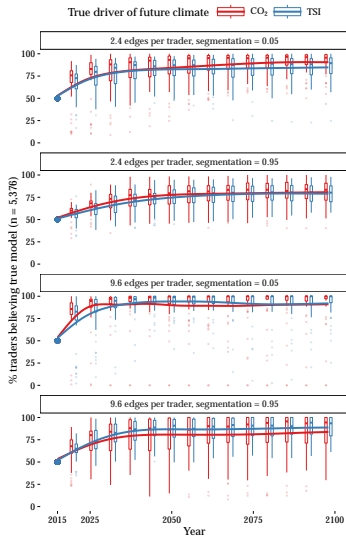 True driver of future climate CO₂ TSI
2.4 edges per trader, segmentation = 0.05
100
75
50
25
0
2.4 edges per trader, segmentation = 0.95
100
75
50
25
0
9.6 edges per trader, segmentation = 0.05
100
75
50
25
0
9.6 edges per trader, segmentation = 0.95
100
75
50
25
0
% traders believing true model (n = 5,376)
2015 2025 2050 2075 2100
Year